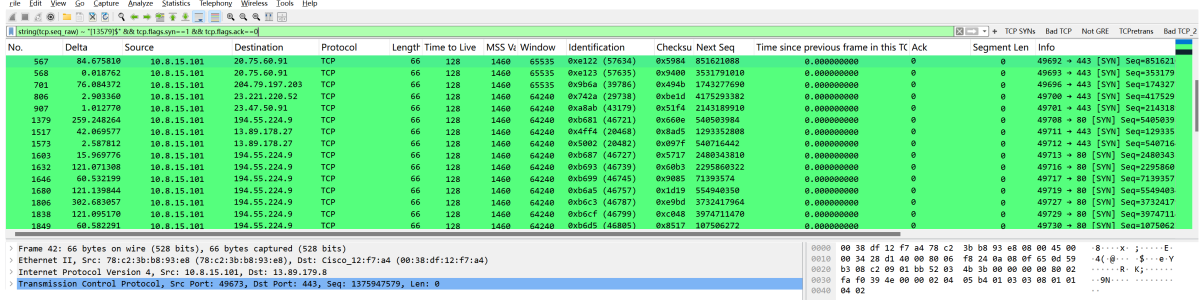 File Edit View Go Capture Analyze Statistics Telephony Wireless Tools Help
string(tcp.seq_raw) ~ "[13579]$" && tcp.flags.syn==1 && tcp.flags.ack==0 + TCP SYNs Bad TCP Not GRE TCPretrans Bad TCP_2
No. Delta Source Destination Protocol Length Time to Live MSS Va Window Identification Checksu Next Seq Time since previous frame in this TC Ack Segment Len Info
567 84.675810 10.8.15.101 20.75.60.91 TCP 66 128 1460 65535 0xe122 (57634) 0x5984 851621088 0.000000000 0 0 49692 → 443 [SYN] Seq=851621
568 0.018762 10.8.15.101 20.75.60.91 TCP 66 128 1460 65535 0xe123 (57635) 0x9400 3531791010 0.000000000 0 0 49693 → 443 [SYN] Seq=353179
701 76.084372 10.8.15.101 204.79.197.203 TCP 66 128 1460 65535 0x9b6a (39786) 0x494b 1743277690 0.000000000 0 0 49696 → 443 [SYN] Seq=174327
806 2.903360 10.8.15.101 23.221.220.52 TCP 66 128 1460 64240 0x742a (29738) 0xbe1d 4175293382 0.000000000 0 0 49700 → 443 [SYN] Seq=417529
907 1.012770 10.8.15.101 23.47.50.91 TCP 66 128 1460 64240 0xa8ab (43179) 0x51f4 2143189910 0.000000000 0 0 49701 → 443 [SYN] Seq=214318
1379 259.248264 10.8.15.101 194.55.224.9 TCP 66 128 1460 64240 0xb681 (46721) 0x660e 540503984 0.000000000 0 0 49708 → 80 [SYN] Seq=5405039
1517 42.069577 10.8.15.101 13.89.178.27 TCP 66 128 1460 64240 0x4ff4 (20468) 0x8ad5 1293352808 0.000000000 0 0 49711 → 443 [SYN] Seq=129335
1573 2.587812 10.8.15.101 13.89.178.27 TCP 66 128 1460 64240 0x5002 (20482) 0x097f 540716442 0.000000000 0 0 49712 → 443 [SYN] Seq=540716
1603 15.969776 10.8.15.101 194.55.224.9 TCP 66 128 1460 64240 0xb687 (46727) 0x5717 2480343810 0.000000000 0 0 49713 → 80 [SYN] Seq=2480343
1632 121.071308 10.8.15.101 194.55.224.9 TCP 66 128 1460 64240 0xb693 (46739) 0x60b3 2295860322 0.000000000 0 0 49716 → 80 [SYN] Seq=2295860
1646 60.532199 10.8.15.101 194.55.224.9 TCP 66 128 1460 64240 0xb699 (46745) 0x9085 71393574 0.000000000 0 0 49718 → 80 [SYN] Seq=7139357
1680 121.139844 10.8.15.101 194.55.224.9 TCP 66 128 1460 64240 0xb6a5 (46757) 0x1d19 554940350 0.000000000 0 0 49719 → 80 [SYN] Seq=5549403
1806 302.683057 10.8.15.101 194.55.224.9 TCP 66 128 1460 64240 0xb6c3 (46787) 0xe9bd 3732417964 0.000000000 0 0 49727 → 80 [SYN] Seq=3732417
1838 121.095170 10.8.15.101 194.55.224.9 TCP 66 128 1460 64240 0xb6cf (46799) 0xc048 3974711470 0.000000000 0 0 49729 → 80 [SYN] Seq=3974711
1849 60.582291 10.8.15.101 194.55.224.9 TCP 66 128 1460 64240 0xb6d5 (46805) 0x8517 107506272 0.000000000 0 0 49730 → 80 [SYN] Seq=1075062
Frame 42: 66 bytes on wire (528 bits), 66 bytes captured (528 bits)
Ethernet II, Src: 78:c2:3b:b8:93:e8 (78:c2:3b:b8:93:e8), Dst: Cisco_12:f7:a4 (00:38:df:12:f7:a4)
Internet Protocol Version 4, Src: 10.8.15.101, Dst: 13.89.179.8
Transmission Control Protocol, Src Port: 49673, Dst Port: 443, Seq: 1375947579, Len: 0
0000 00 38 df 12 f7 a4 78 c2 3b b8 93 e8 08 00 45 00 ·8····x· ;·····E·
0010 00 34 28 d1 40 00 80 06 f8 24 0a 08 0f 65 0d 59 ·4(·@··· ·$···e·Y
0020 b3 08 c2 09 01 bb 52 03 4b 3b 00 00 00 00 80 02 ······R· K;······
0030 fa f0 39 4e 00 00 02 04 05 b4 01 03 03 08 01 01 ··9N···· ········
0040 04 02 ··